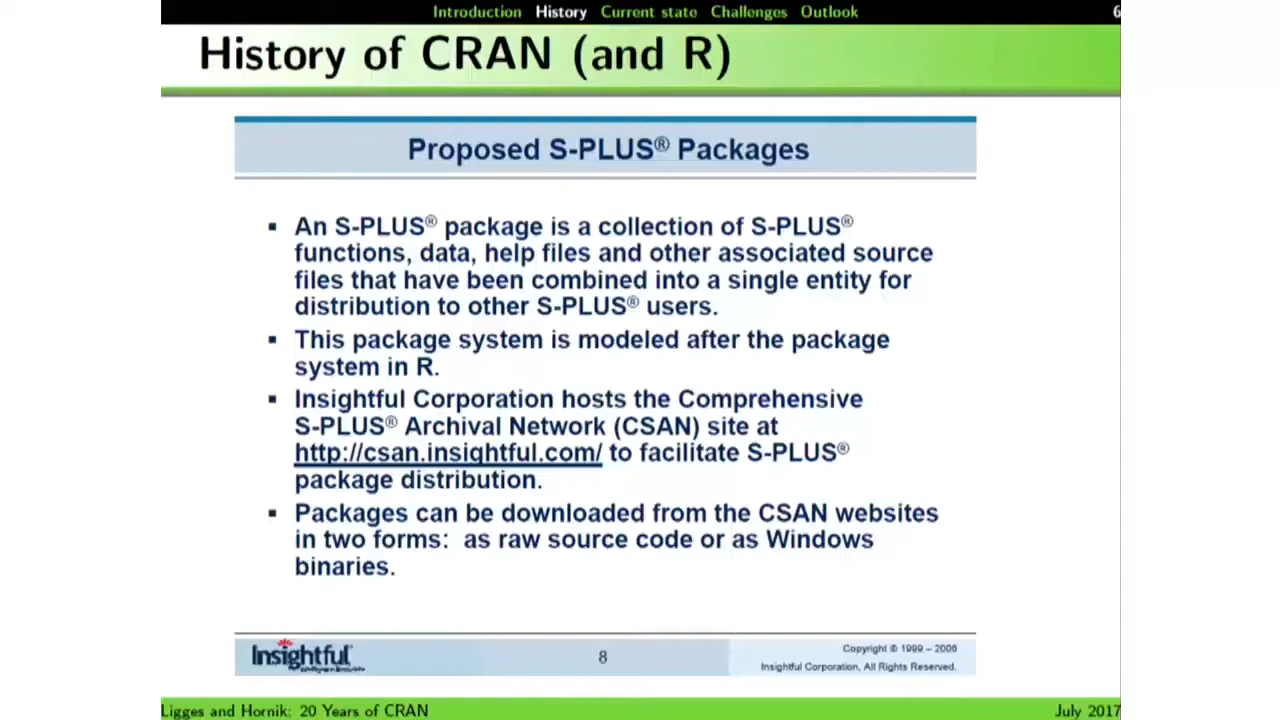 Introduction History Current state Challenges Outlook 6
History of CRAN (and R)
Proposed S-PLUS® Packages
▪ An S-PLUS® package is a collection of S-PLUS®
functions, data, help files and other associated source
files that have been combined into a single entity for
distribution to other S-PLUS® users.
▪ This package system is modeled after the package
system in R.
▪ Insightful Corporation hosts the Comprehensive
S-PLUS® Archival Network (CSAN) site at
http://csan.insightful.com/ to facilitate S-PLUS®
package distribution.
▪ Packages can be downloaded from the CSAN websites
in two forms: as raw source code or as Windows
binaries.
Insightful
8
Copyright © 1999 – 2006
Insightful Corporation, All Rights Reserved.
Ligges and Hornik: 20 Years of CRAN July 2017